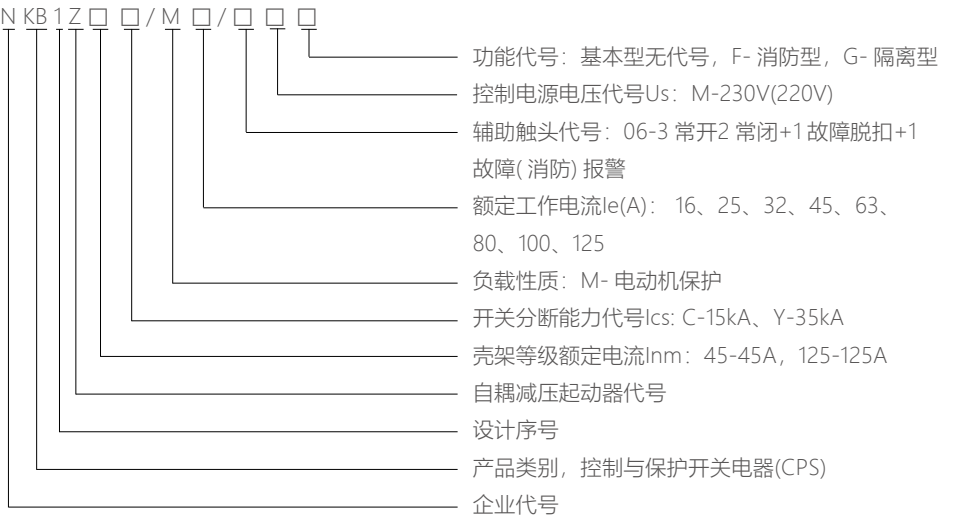 N KB 1 Z □ □ / M □ / □ □ □
功能代号：基本型无代号，F- 消防型，G- 隔离型
控制电源电压代号Us：M-230V(220V)
辅助触头代号：06-3 常开2 常闭+1 故障脱扣+1
故障( 消防) 报警
额定工作电流Ie(A)： 16、25、32、45、63、
80、100、125
负载性质：M- 电动机保护
开关分断能力代号Ics: C-15kA、Y-35kA
壳架等级额定电流Inm：45-45A，125-125A
自耦减压起动器代号
设计序号
产品类别，控制与保护开关电器(CPS)
企业代号